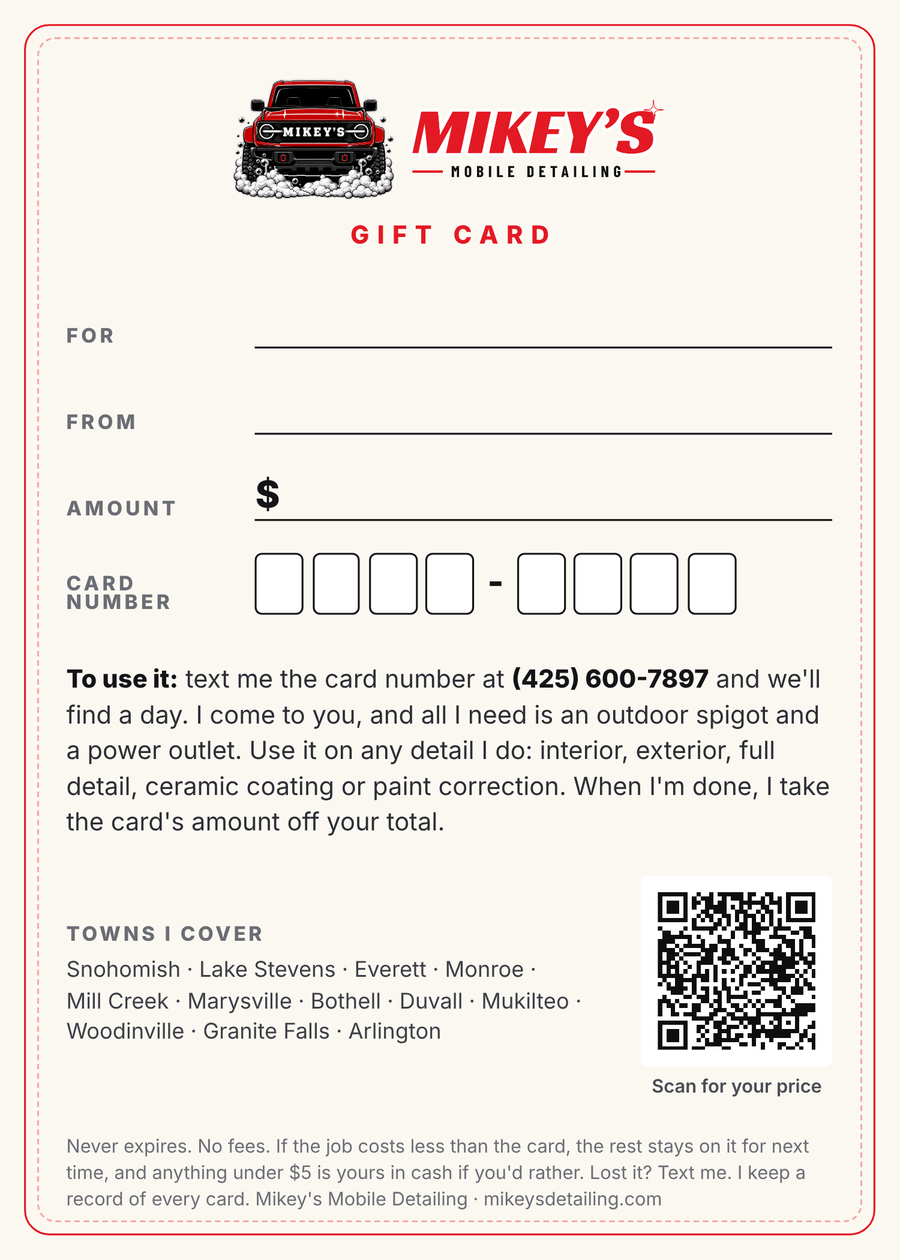 MIKEY'S
MIKEY'S
MOBILE DETAILING
GIFT CARD
FOR
FROM
AMOUNT
$
CARD
NUMBER
-
To use it: text me the card number at (425) 600-7897 and we'll
find a day. I come to you, and all I need is an outdoor spigot and
a power outlet. Use it on any detail I do: interior, exterior, full
detail, ceramic coating or paint correction. When I'm done, I take
the card's amount off your total.
TOWNS I COVER
Snohomish · Lake Stevens · Everett · Monroe ·
Mill Creek · Marysville · Bothell · Duvall · Mukilteo ·
Woodinville · Granite Falls · Arlington
Scan for your price
Never expires. No fees. If the job costs less than the card, the rest stays on it for next
time, and anything under $5 is yours in cash if you'd rather. Lost it? Text me. I keep a
record of every card. Mikey's Mobile Detailing · mikeysdetailing.com